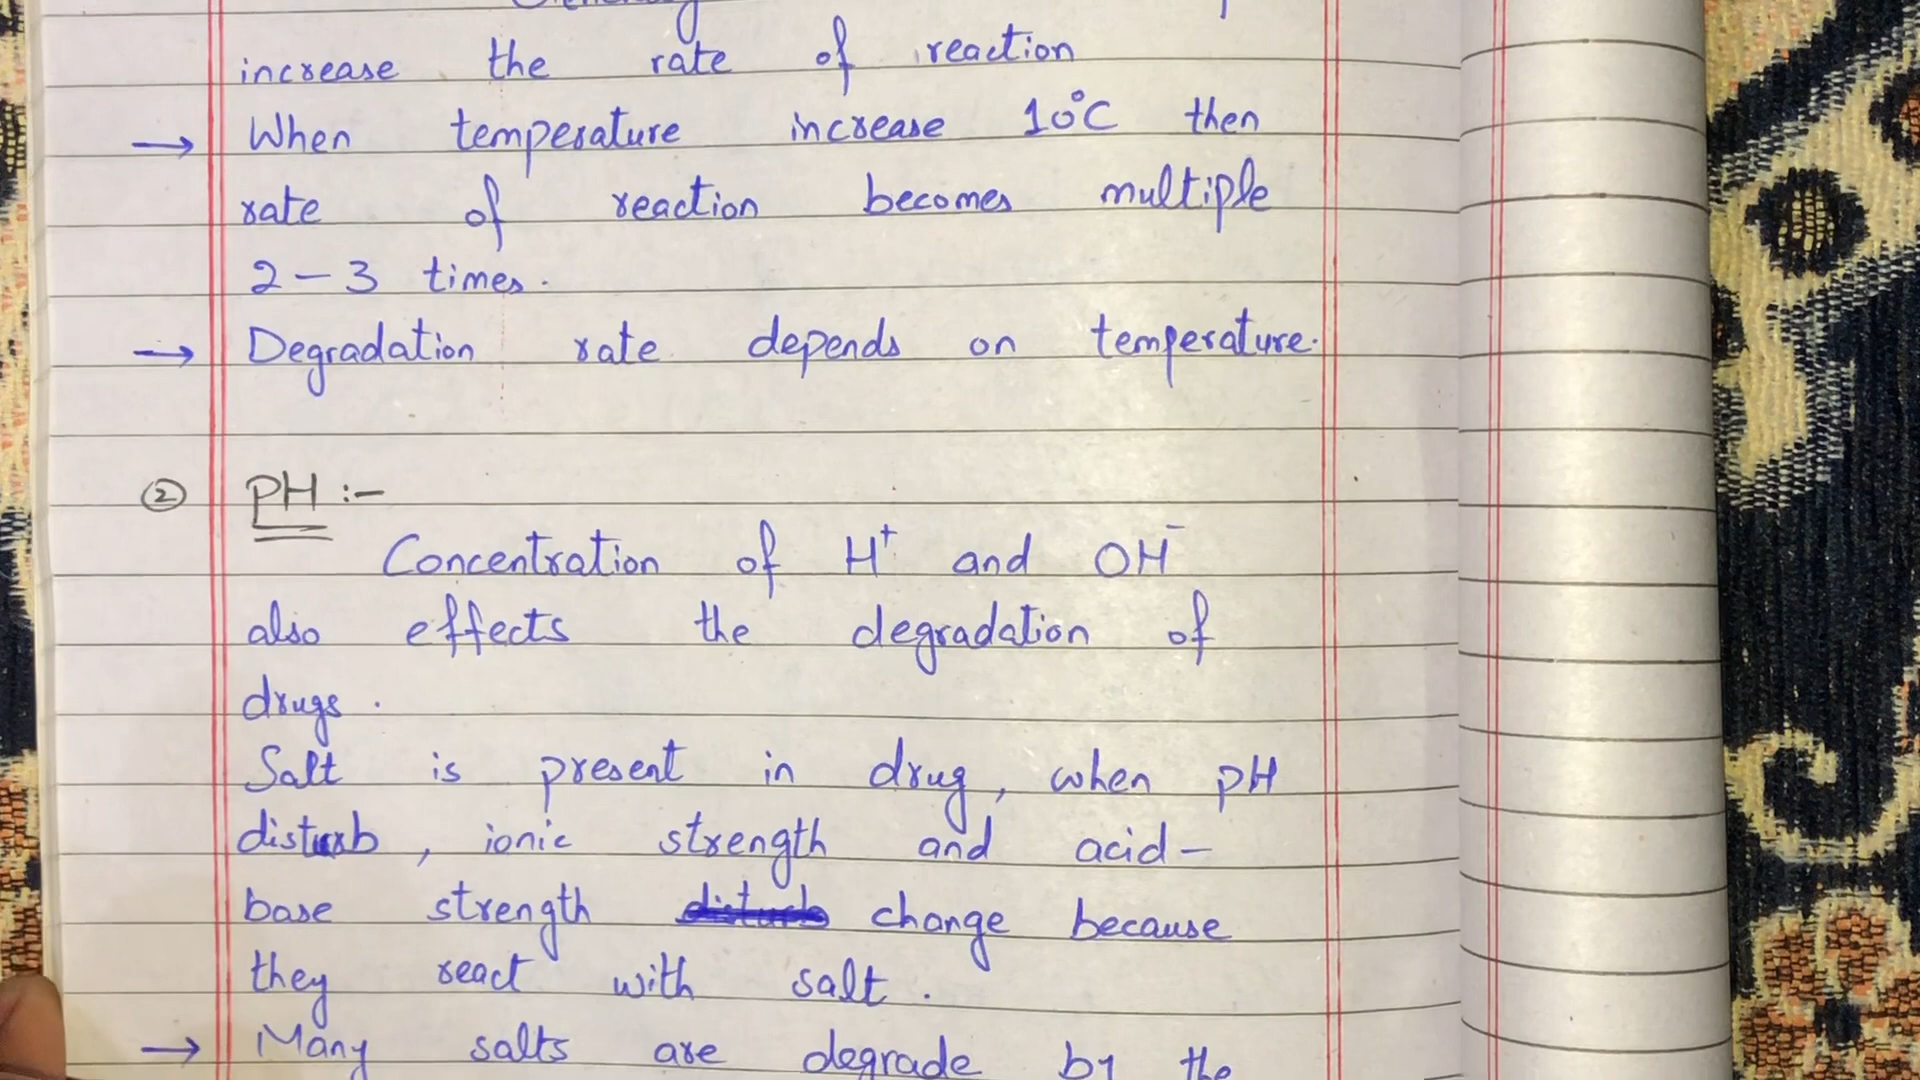 increase the rate of reaction
→ When temperature increase 10°C then
rate of reaction becomes multiple
2 – 3 times.
→ Degradation rate depends on temperature.
② PH :-
Concentration of H⁺ and OH⁻
also effects the degradation of
drugs.
Salt is present in drug, when pH
disturb, ionic strength and acid –
base strength disturb change because
they react with salt.
→ Many salts are degrade by the